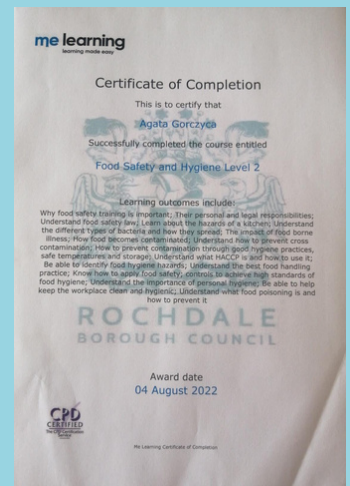 me learning
learning made easy
Certificate of Completion
This is to certify that
Agata Gorczyca
Successfully completed the course entitled
Food Safety and Hygiene Level 2
Learning outcomes include:
Why food safety training is important; Their personal and legal responsibilities;
Understand food safety law; Learn about the hazards of a kitchen; Understand
the different types of bacteria and how they spread; The impact of food borne
illness; How food becomes contaminated; Understand how to prevent cross
contamination; How to prevent contamination through good hygiene practices,
safe temperatures and storage; Understand what HACCP is and how to use it;
Be able to identify food hygiene hazards; Understand the best food handling
practice; Know how to apply food safety; controls to achieve high standards of
food hygiene; Understand the importance of personal hygiene; Be able to help
keep the workplace clean and hygienic; Understand what food poisoning is and
how to prevent it
ROCHDALE
BOROUGH COUNCIL
Award date
04 August 2022
CPD
CERTIFIED
The CPD Certification
Service
Me Learning Certificate of Completion